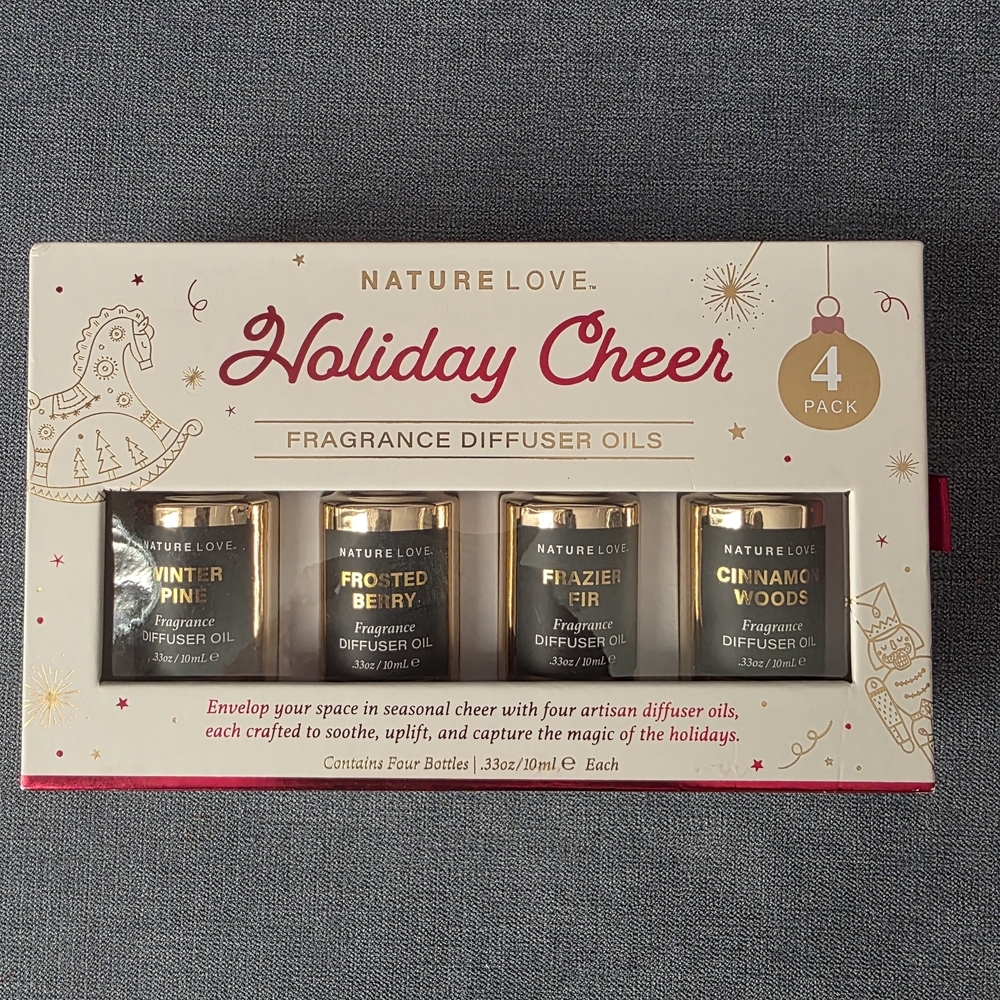 NATURE LOVE™
Holiday Cheer
4
PACK
FRAGRANCE DIFFUSER OILS
NATURE LOVE
WINTER
PINE
Fragrance
DIFFUSER OIL
.33oz / 10mL ℮
NATURE LOVE
FROSTED
BERRY
Fragrance
DIFFUSER OIL
.33oz / 10mL ℮
NATURE LOVE
FRAZIER
FIR
Fragrance
DIFFUSER OIL
.33oz / 10mL ℮
NATURE LOVE
CINNAMON
WOODS
Fragrance
DIFFUSER OIL
.33oz / 10mL ℮
Envelop your space in seasonal cheer with four artisan diffuser oils,
each crafted to soothe, uplift, and capture the magic of the holidays.
Contains Four Bottles | .33oz/10ml ℮ Each